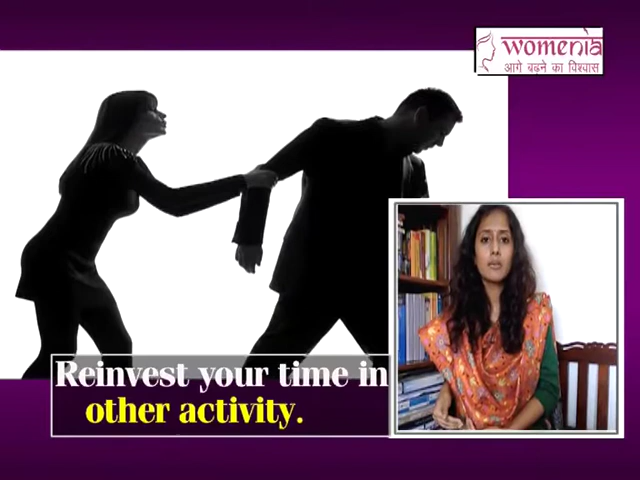 womenia
आगे बढ़ने का विश्वास
Reinvest your time in
other activity.